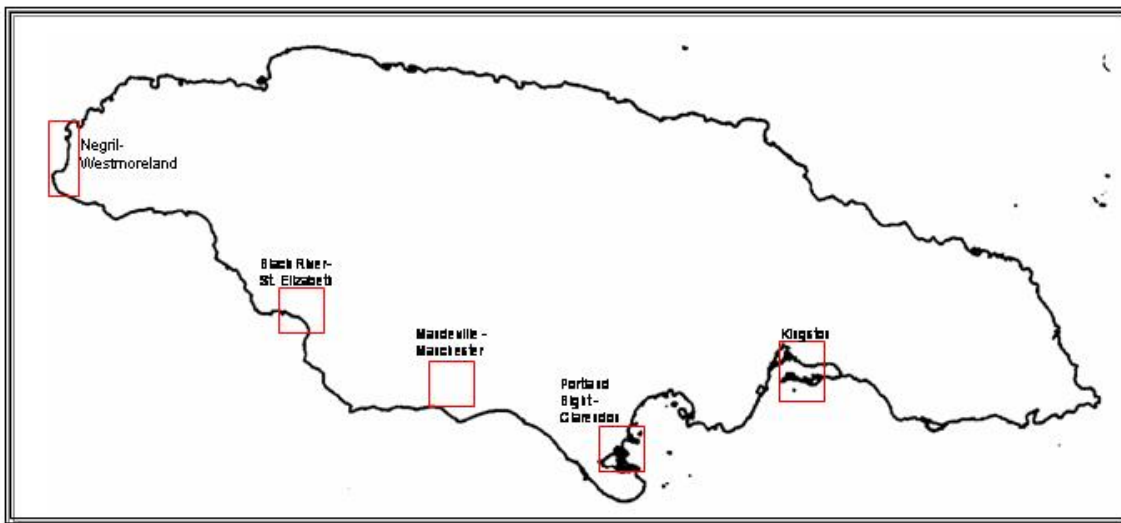 Negril-
Westmoreland
Black River-
St. Elizabeth
Mandeville -
Manchester
Kingston
Portland
Bight -
Clarendon